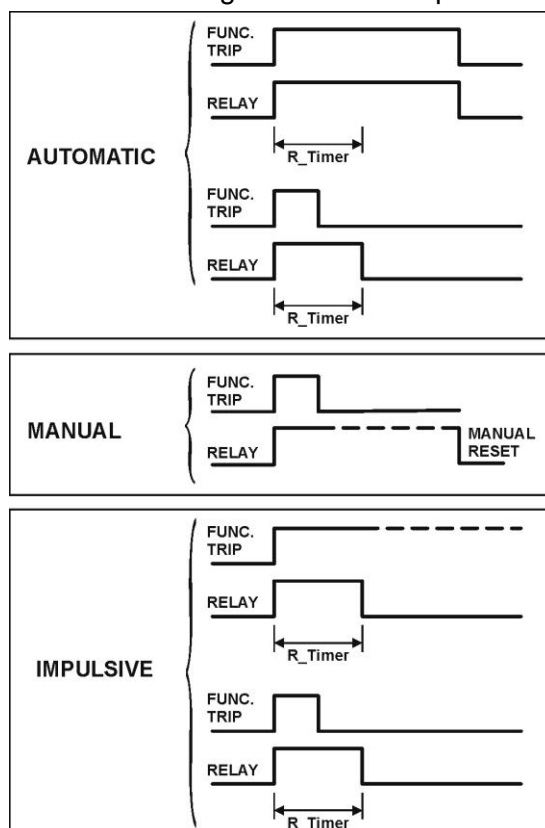 FUNC.
TRIP
RELAY
R_Timer
AUTOMATIC
FUNC.
TRIP
RELAY
R_Timer
FUNC.
TRIP
MANUAL
RELAY
MANUAL
RESET
FUNC.
TRIP
RELAY
R_Timer
IMPULSIVE
FUNC.
TRIP
RELAY
R_Timer